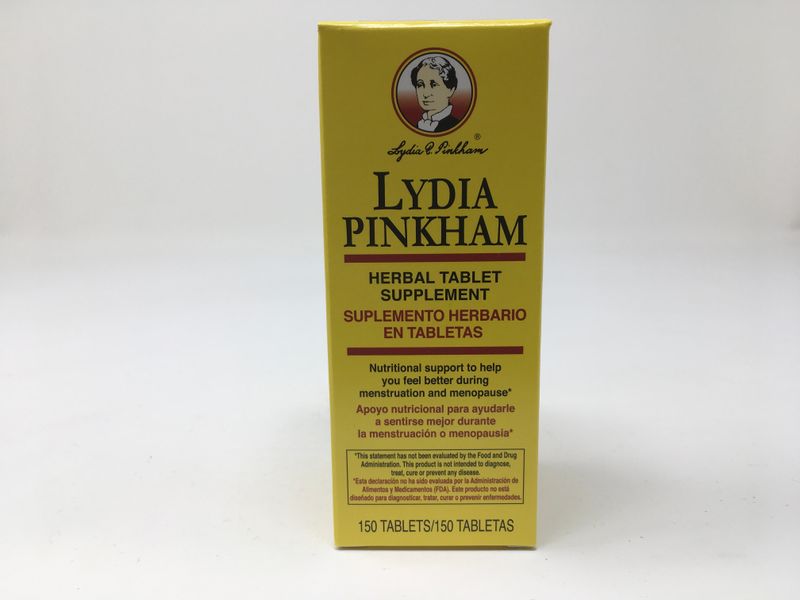 ®
Lydia E. Pinkham
LYDIA
PINKHAM
HERBAL TABLET
SUPPLEMENT
SUPLEMENTO HERBARIO
EN TABLETAS
Nutritional support to help
you feel better during
menstruation and menopause*
Apoyo nutricional para ayudarle
a sentirse mejor durante
la menstruación o menopausia*
*This statement has not been evaluated by the Food and Drug
Administration. This product is not intended to diagnose,
treat, cure or prevent any disease.
*Esta declaración no ha sido evaluada por la Administración de
Alimentos y Medicamentos (FDA). Este producto no está
diseñado para diagnosticar, tratar, curar o prevenir enfermedades.
150 TABLETS/150 TABLETAS